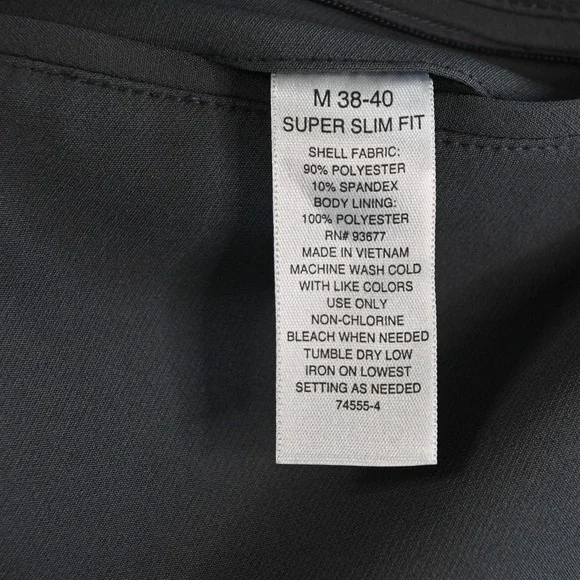 M 38-40
SUPER SLIM FIT
SHELL FABRIC:
90% POLYESTER
10% SPANDEX
BODY LINING:
100% POLYESTER
RN# 93677
MADE IN VIETNAM
MACHINE WASH COLD
WITH LIKE COLORS
USE ONLY
NON-CHLORINE
BLEACH WHEN NEEDED
TUMBLE DRY LOW
IRON ON LOWEST
SETTING AS NEEDED
74555-4